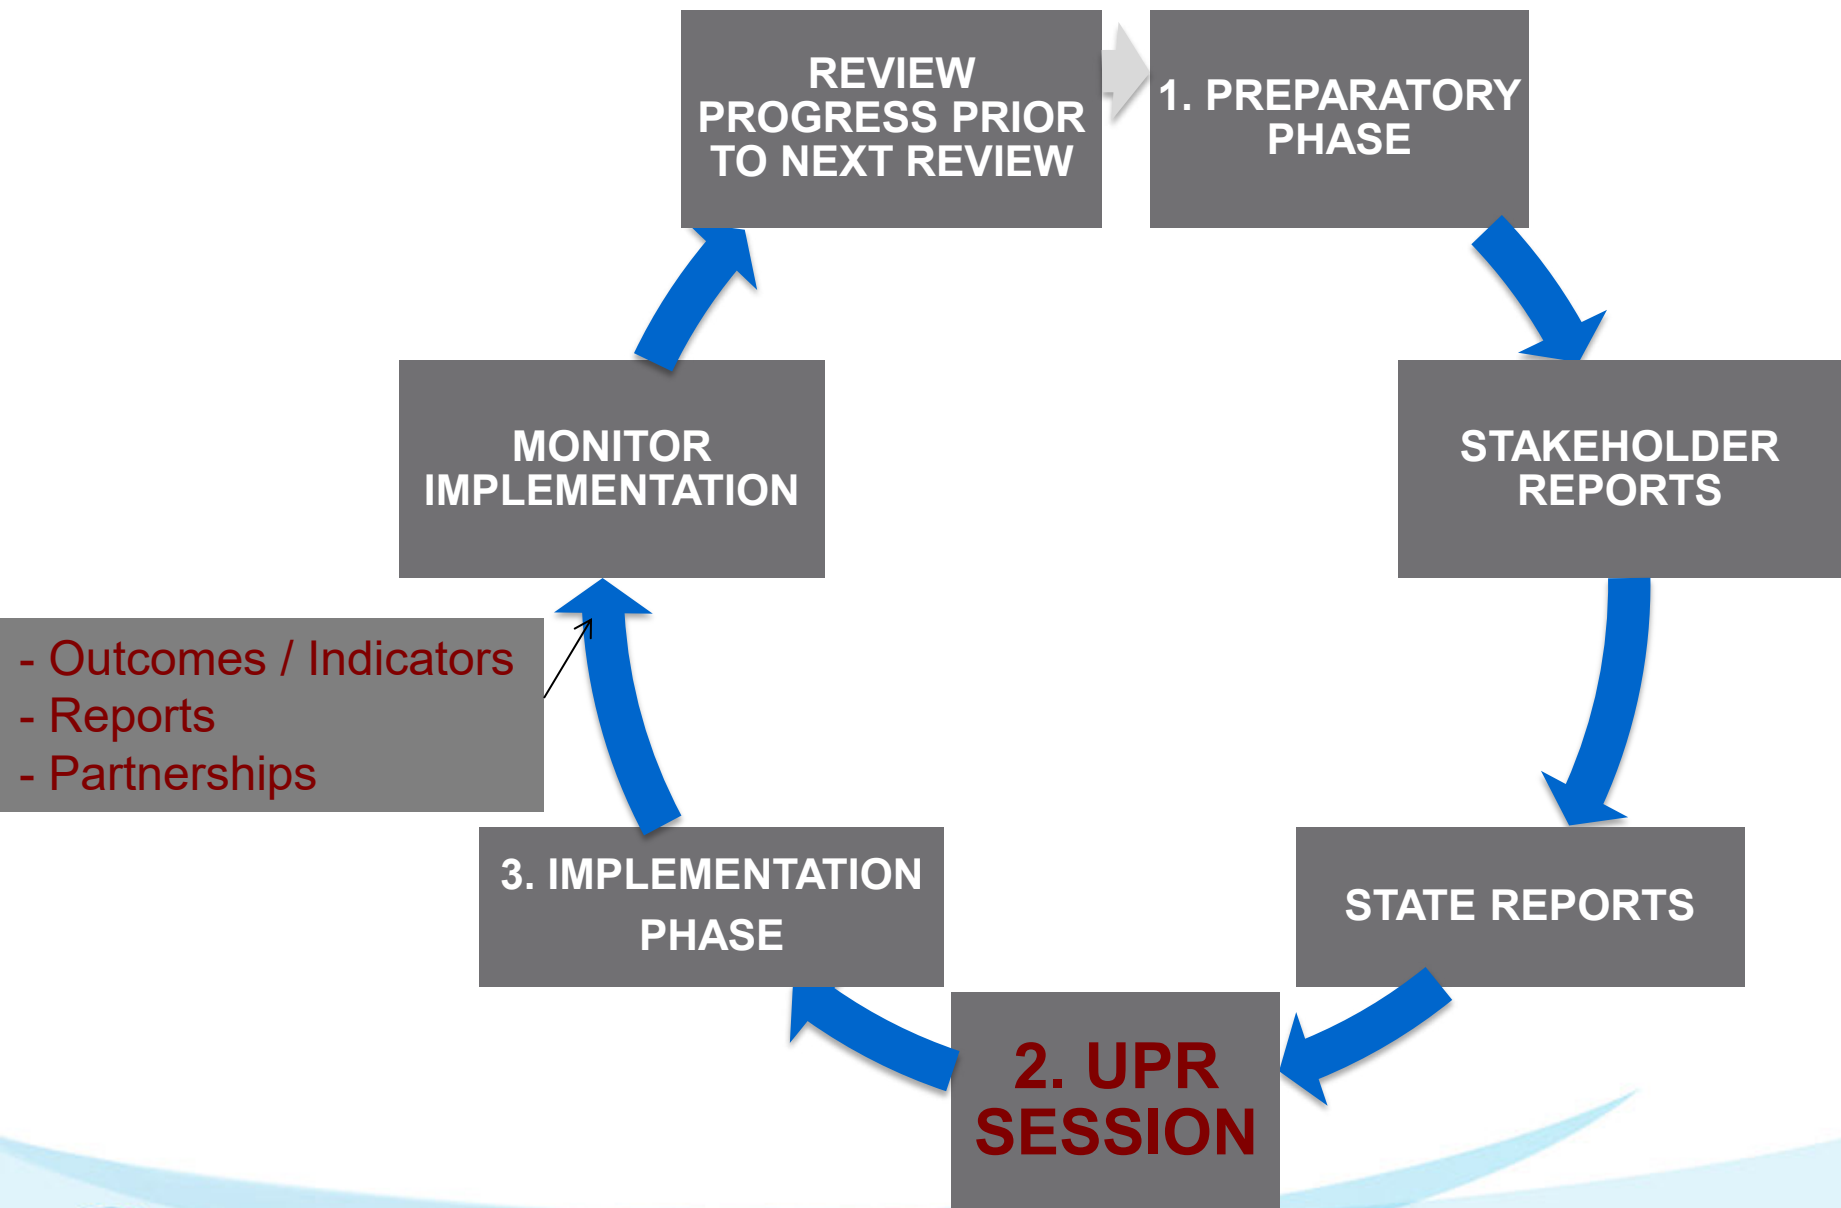 REVIEW
PROGRESS PRIOR
TO NEXT REVIEW
1. PREPARATORY
PHASE
STAKEHOLDER
REPORTS
STATE REPORTS
2. UPR
SESSION
3. IMPLEMENTATION
PHASE
- Outcomes / Indicators
- Reports
- Partnerships
MONITOR
IMPLEMENTATION